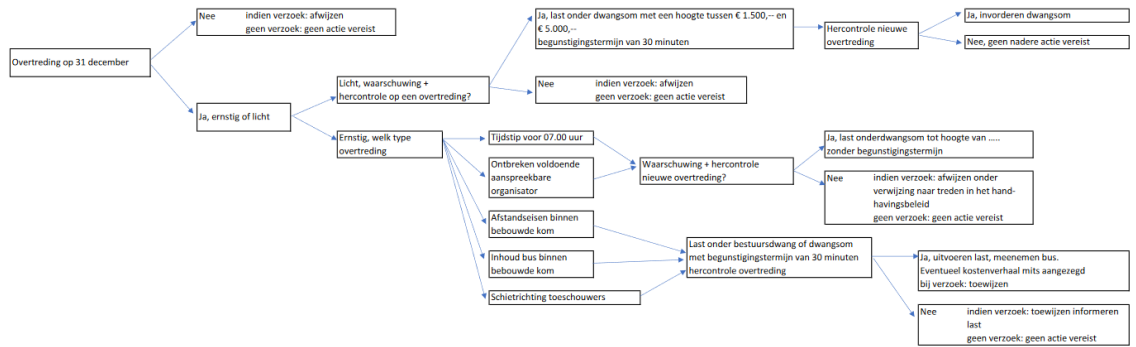 Nee indien verzoek: afwijzen
geen verzoek: geen actie vereist
Overtreding op 31 december
Ja, ernstig of licht
Licht, waarschuwing +
hercontrole op een overtreding?
Ja, last onder dwangsom met een hoogte tussen € 1.500,-- en
€ 5.000,--
begunstigingstermijn van 30 minuten
Hercontrole nieuwe
overtreding
Ja, invorderen dwangsom
Nee, geen nadere actie vereist
Nee indien verzoek: afwijzen
geen verzoek: geen actie vereist
Ernstig, welk type
overtreding
Tijdstip voor 07.00 uur
Ontbreken voldoende
aanspreekbare
organisator
Waarschuwing + hercontrole
nieuwe overtreding?
Ja, last onderdwangsom tot hoogte van .....
zonder begunstigingstermijn
Nee indien verzoek: afwijzen onder
verwijzing naar treden in het hand-
havingsbeleid
geen verzoek: geen actie vereist
Afstandseisen binnen
bebouwde kom
Inhoud bus binnen
bebouwde kom
Schietrichting toeschouwers
Last onder bestuursdwang of dwangsom
met begunstigingstermijn van 30 minuten
hercontrole overtreding
Ja, uitvoeren last, meenemen bus.
Eventueel kostenverhaal mits aangezegd
bij verzoek: toewijzen
Nee indien verzoek: toewijzen informeren
last
geen verzoek: geen actie vereist